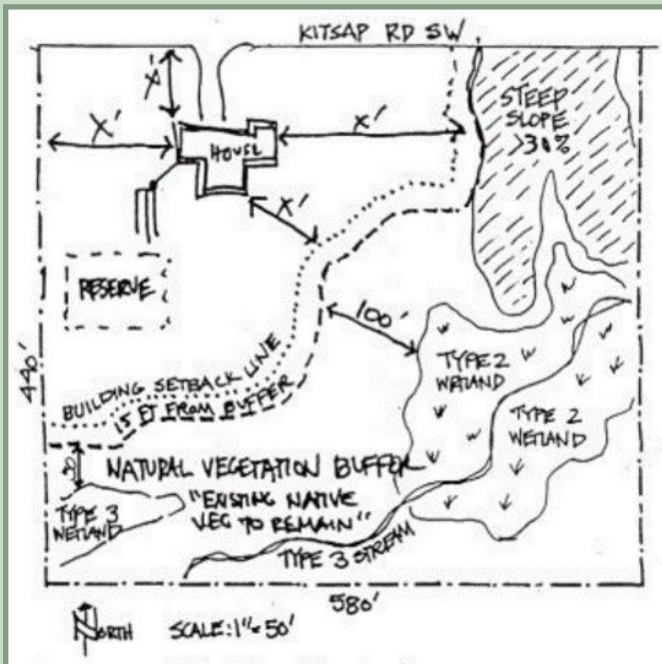 KITSAP RD SW
STEEP
SLOPE
>30%
X'
X'
X'
HOUSE
X'
RESERVE
100'
440'
BUILDING SETBACK LINE
15 FT FROM BUFFER
TYPE 2
WETLAND
TYPE 2
WETLAND
NATURAL VEGETATION BUFFER
"EXISTING NATIVE
VEG TO REMAIN"
TYPE 3
WETLAND
TYPE 3 STREAM
580'
NORTH SCALE: 1"=50'